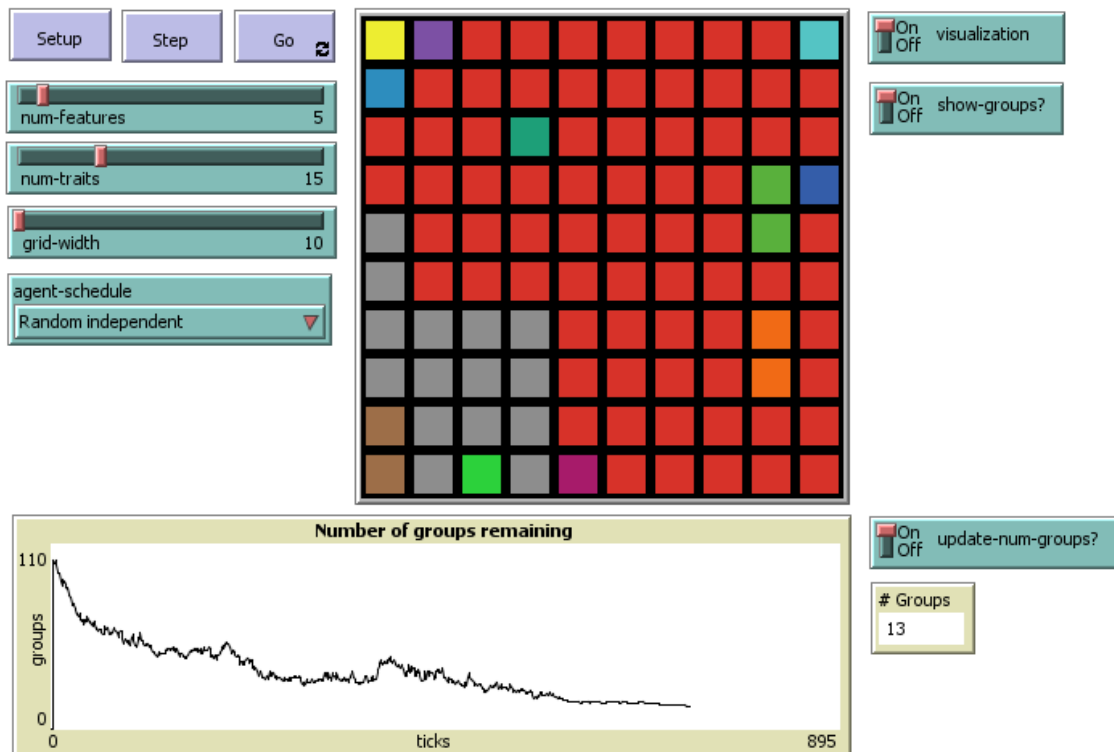 Setup
Step
Go
num-features 5
num-traits 15
grid-width 10
agent-schedule
Random independent
On
Off
visualization
On
Off
show-groups?
Number of groups remaining
110
groups
0
0
ticks
895
On
Off
update-num-groups?
# Groups
13